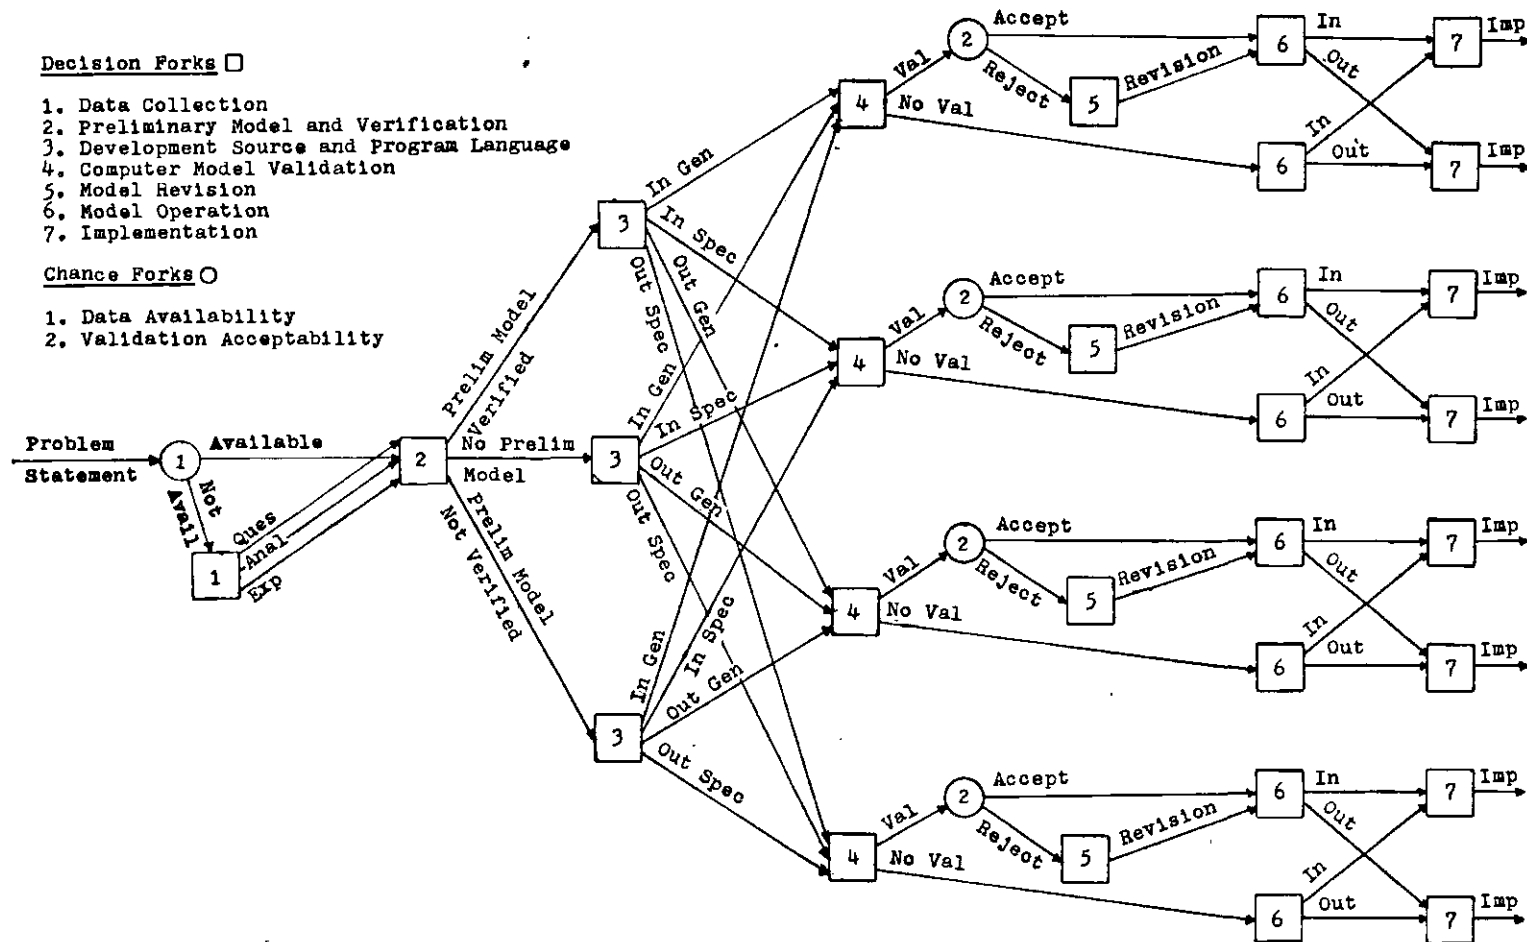 Decision Forks
1. Data Collection
2. Preliminary Model and Verification
3. Development Source and Program Language
4. Computer Model Validation
5. Model Revision
6. Model Operation
7. Implementation
Chance Forks
1. Data Availability
2. Validation Acceptability
Problem
Statement
1
Available
Not
Avail
1
Ques
Anal
Exp
2
Prelim Model
Verified
No Prelim
Model
Prelim Model
Not Verified
3
In Gen
In Spec
Out Gen
Out Spec
3
In Gen
In Spec
Out Gen
Out Spec
3
In Gen
In Spec
Out Gen
Out Spec
4
Val
No Val
2
Accept
Reject
5
Revision
6
In
Out
7
Imp
6
In
Out
7
Imp
4
Val
No Val
2
Accept
Reject
5
Revision
6
In
Out
7
Imp
6
In
Out
7
Imp
4
Val
No Val
2
Accept
Reject
5
Revision
6
In
Out
7
Imp
6
In
Out
7
Imp
4
Val
No Val
2
Accept
Reject
5
Revision
6
In
Out
7
Imp
6
In
Out
7
Imp